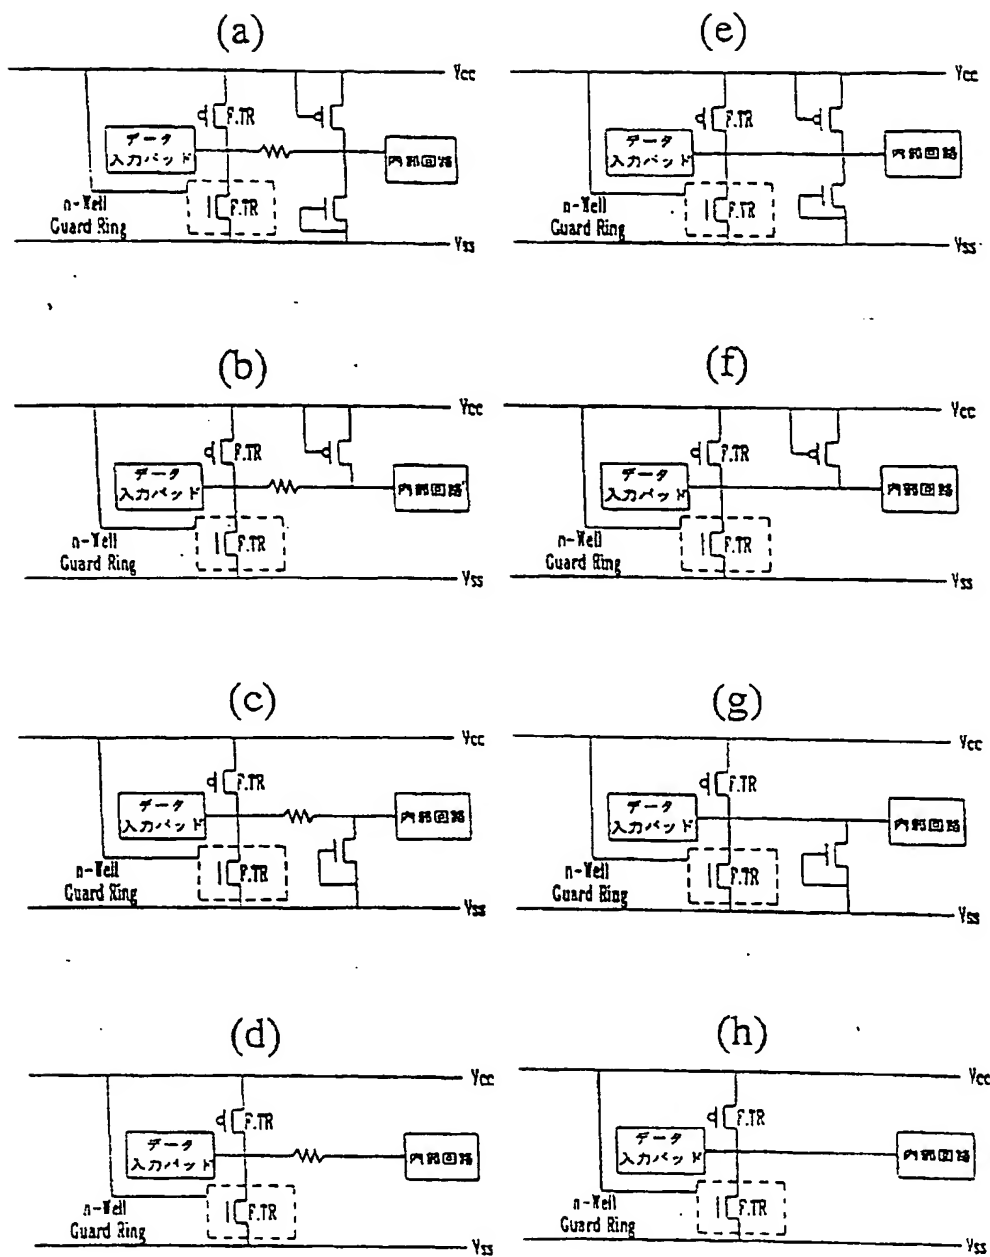 (a)
Vcc
F.TR
データ
入力パッド
内部回路
n-Well
Guard Ring
F.TR
Vss
(e)
Vcc
F.TR
データ
入力パッド
内部回路
n-Well
Guard Ring
F.TR
Vss
(b)
Vcc
F.TR
データ
入力パッド
内部回路
n-Well
Guard Ring
F.TR
Vss
(f)
Vcc
F.TR
データ
入力パッド
内部回路
n-Well
Guard Ring
F.TR
Vss
(c)
Vcc
F.TR
データ
入力パッド
内部回路
n-Well
Guard Ring
F.TR
Vss
(g)
Vcc
F.TR
データ
入力パッド
内部回路
n-Well
Guard Ring
F.TR
Vss
(d)
Vcc
F.TR
データ
入力パッド
内部回路
n-Well
Guard Ring
F.TR
Vss
(h)
Vcc
F.TR
データ
入力パッド
内部回路
n-Well
Guard Ring
F.TR
Vss